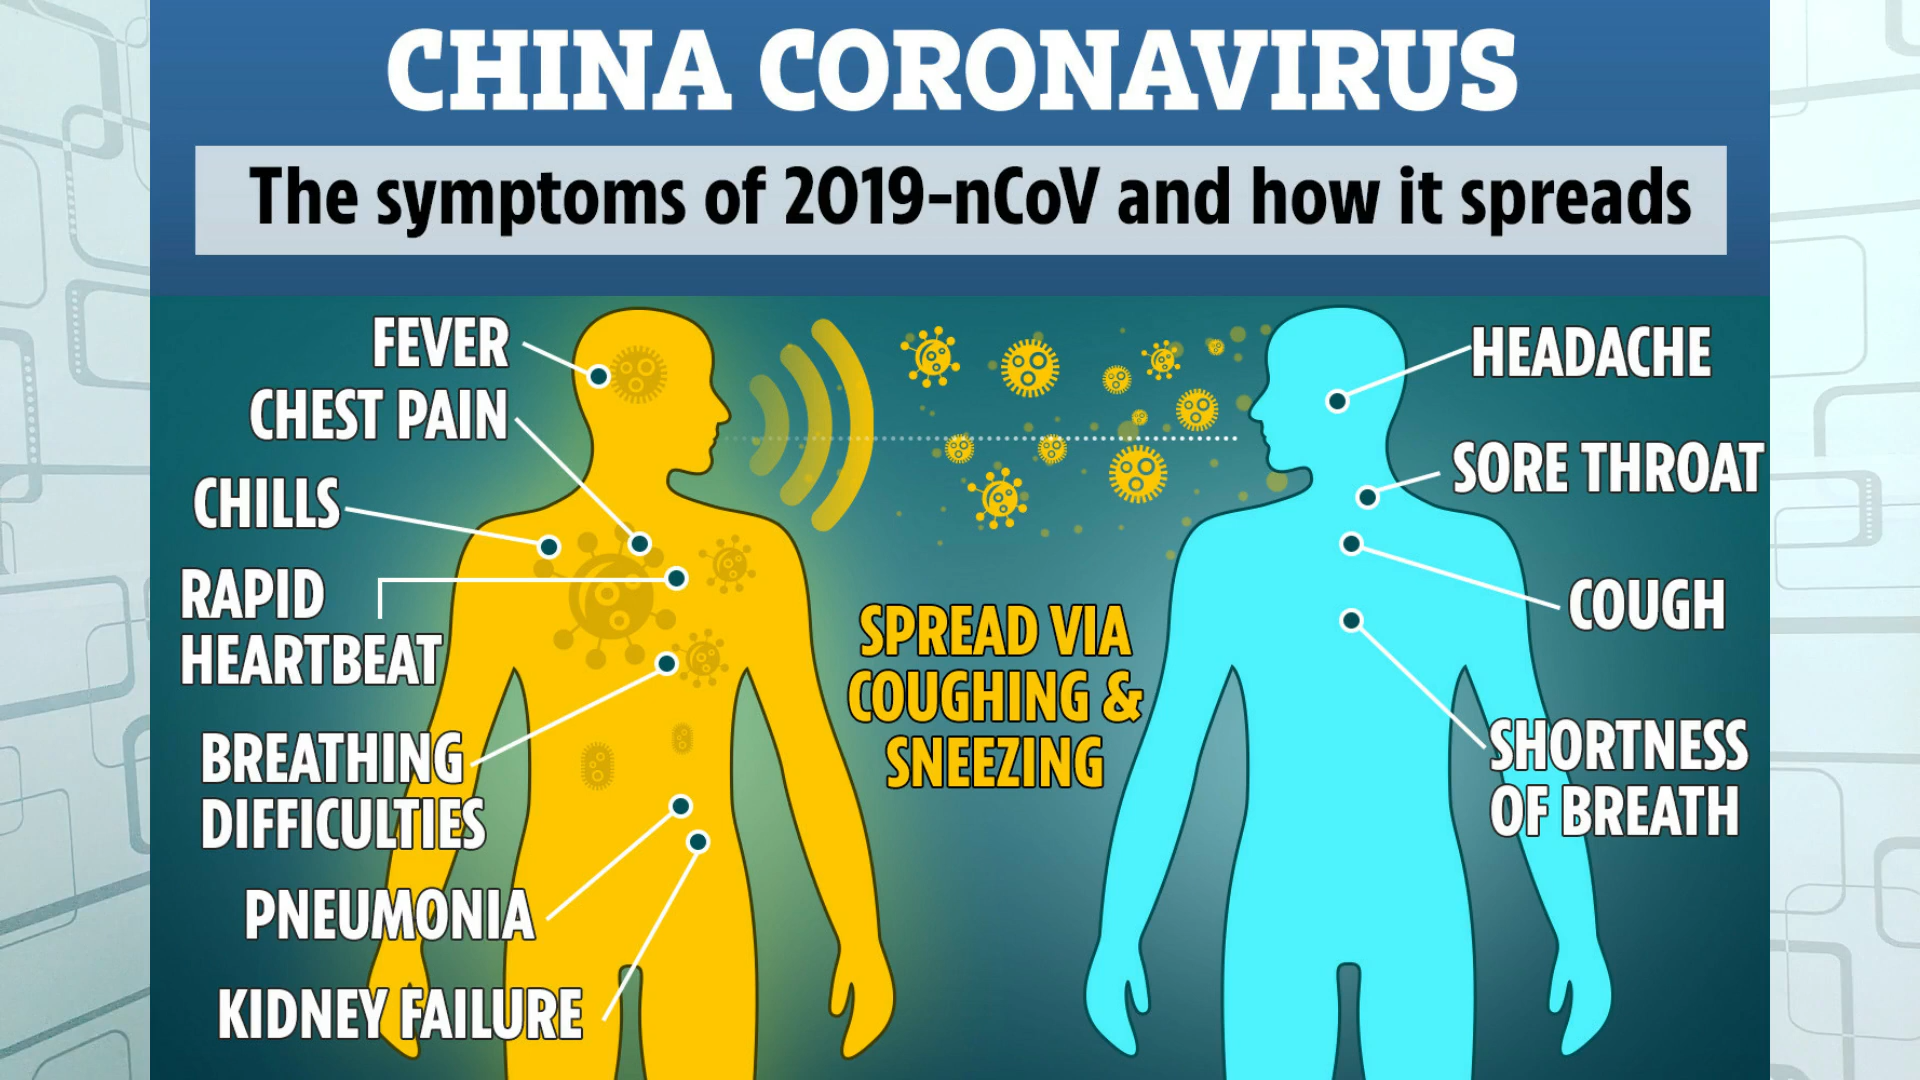 CHINA CORONAVIRUS
The symptoms of 2019-nCoV and how it spreads
FEVER
CHEST PAIN
CHILLS
RAPID
HEARTBEAT
BREATHING
DIFFICULTIES
PNEUMONIA
KIDNEY FAILURE
SPREAD VIA
COUGHING &
SNEEZING
HEADACHE
SORE THROAT
COUGH
SHORTNESS
OF BREATH